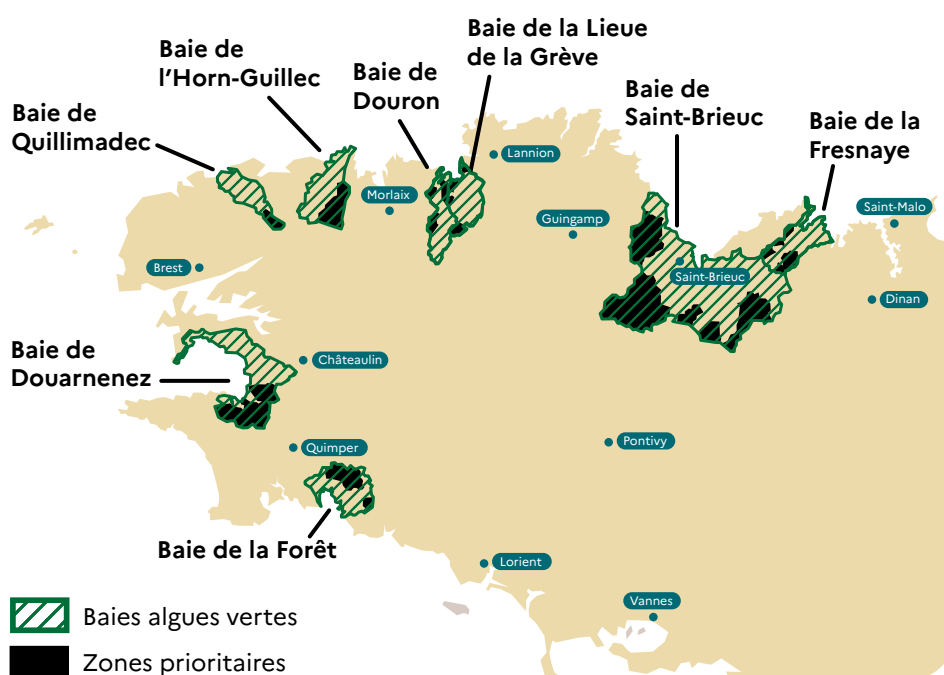 Baie de la Lieue
de la Grève
Baie de
l'Horn-Guillec
Baie de
Douron
Baie de
Saint-Brieuc
Baie de
Quillimadec
Baie de la
Fresnaye
Lannion
Morlaix
Guingamp
Saint-Malo
Brest
Saint-Brieuc
Dinan
Baie de
Douarnenez
Châteaulin
Quimper
Pontivy
Baie de la Forêt
Lorient
Vannes
Baies algues vertes
Zones prioritaires